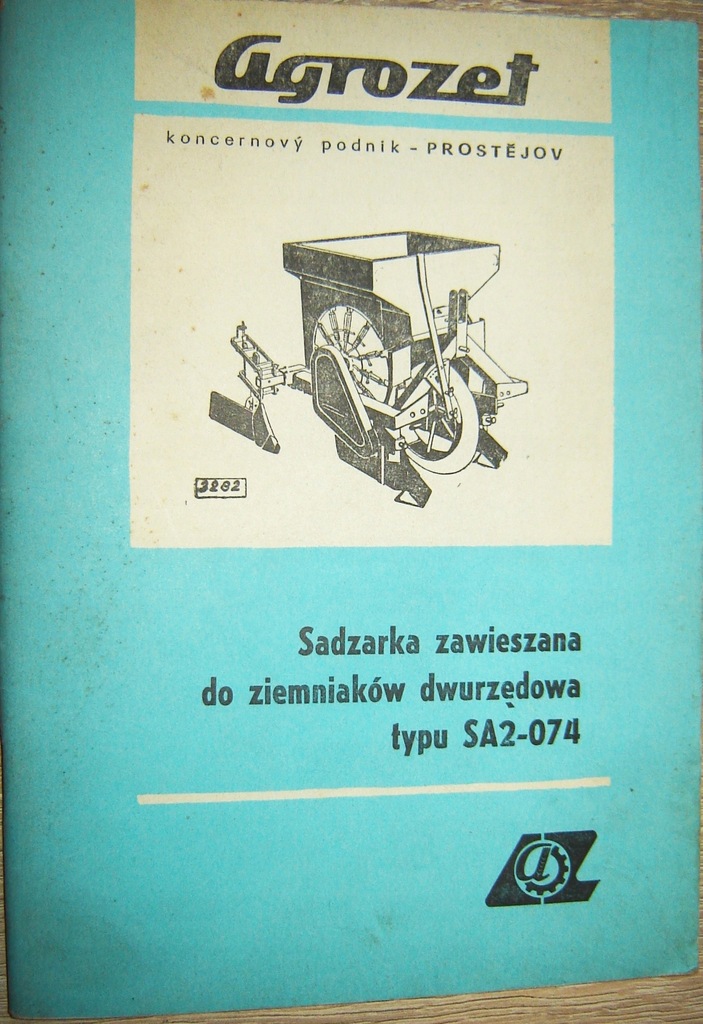 agrozet
koncernový podnik - PROSTĚJOV
3262
Sadzarka zawieszana
do ziemniaków dwurzędowa
typu SA2-074